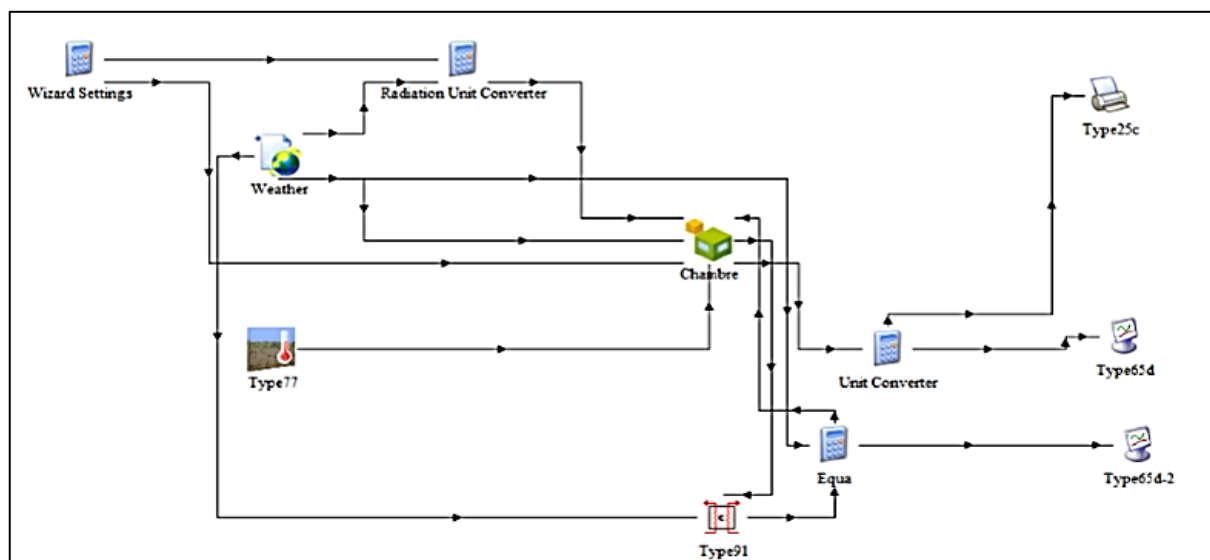 Wizard Settings
Radiation Unit Converter
Type25c
Weather
Chambre
Type77
Unit Converter
Type65d
Equa
Type65d-2
Type91